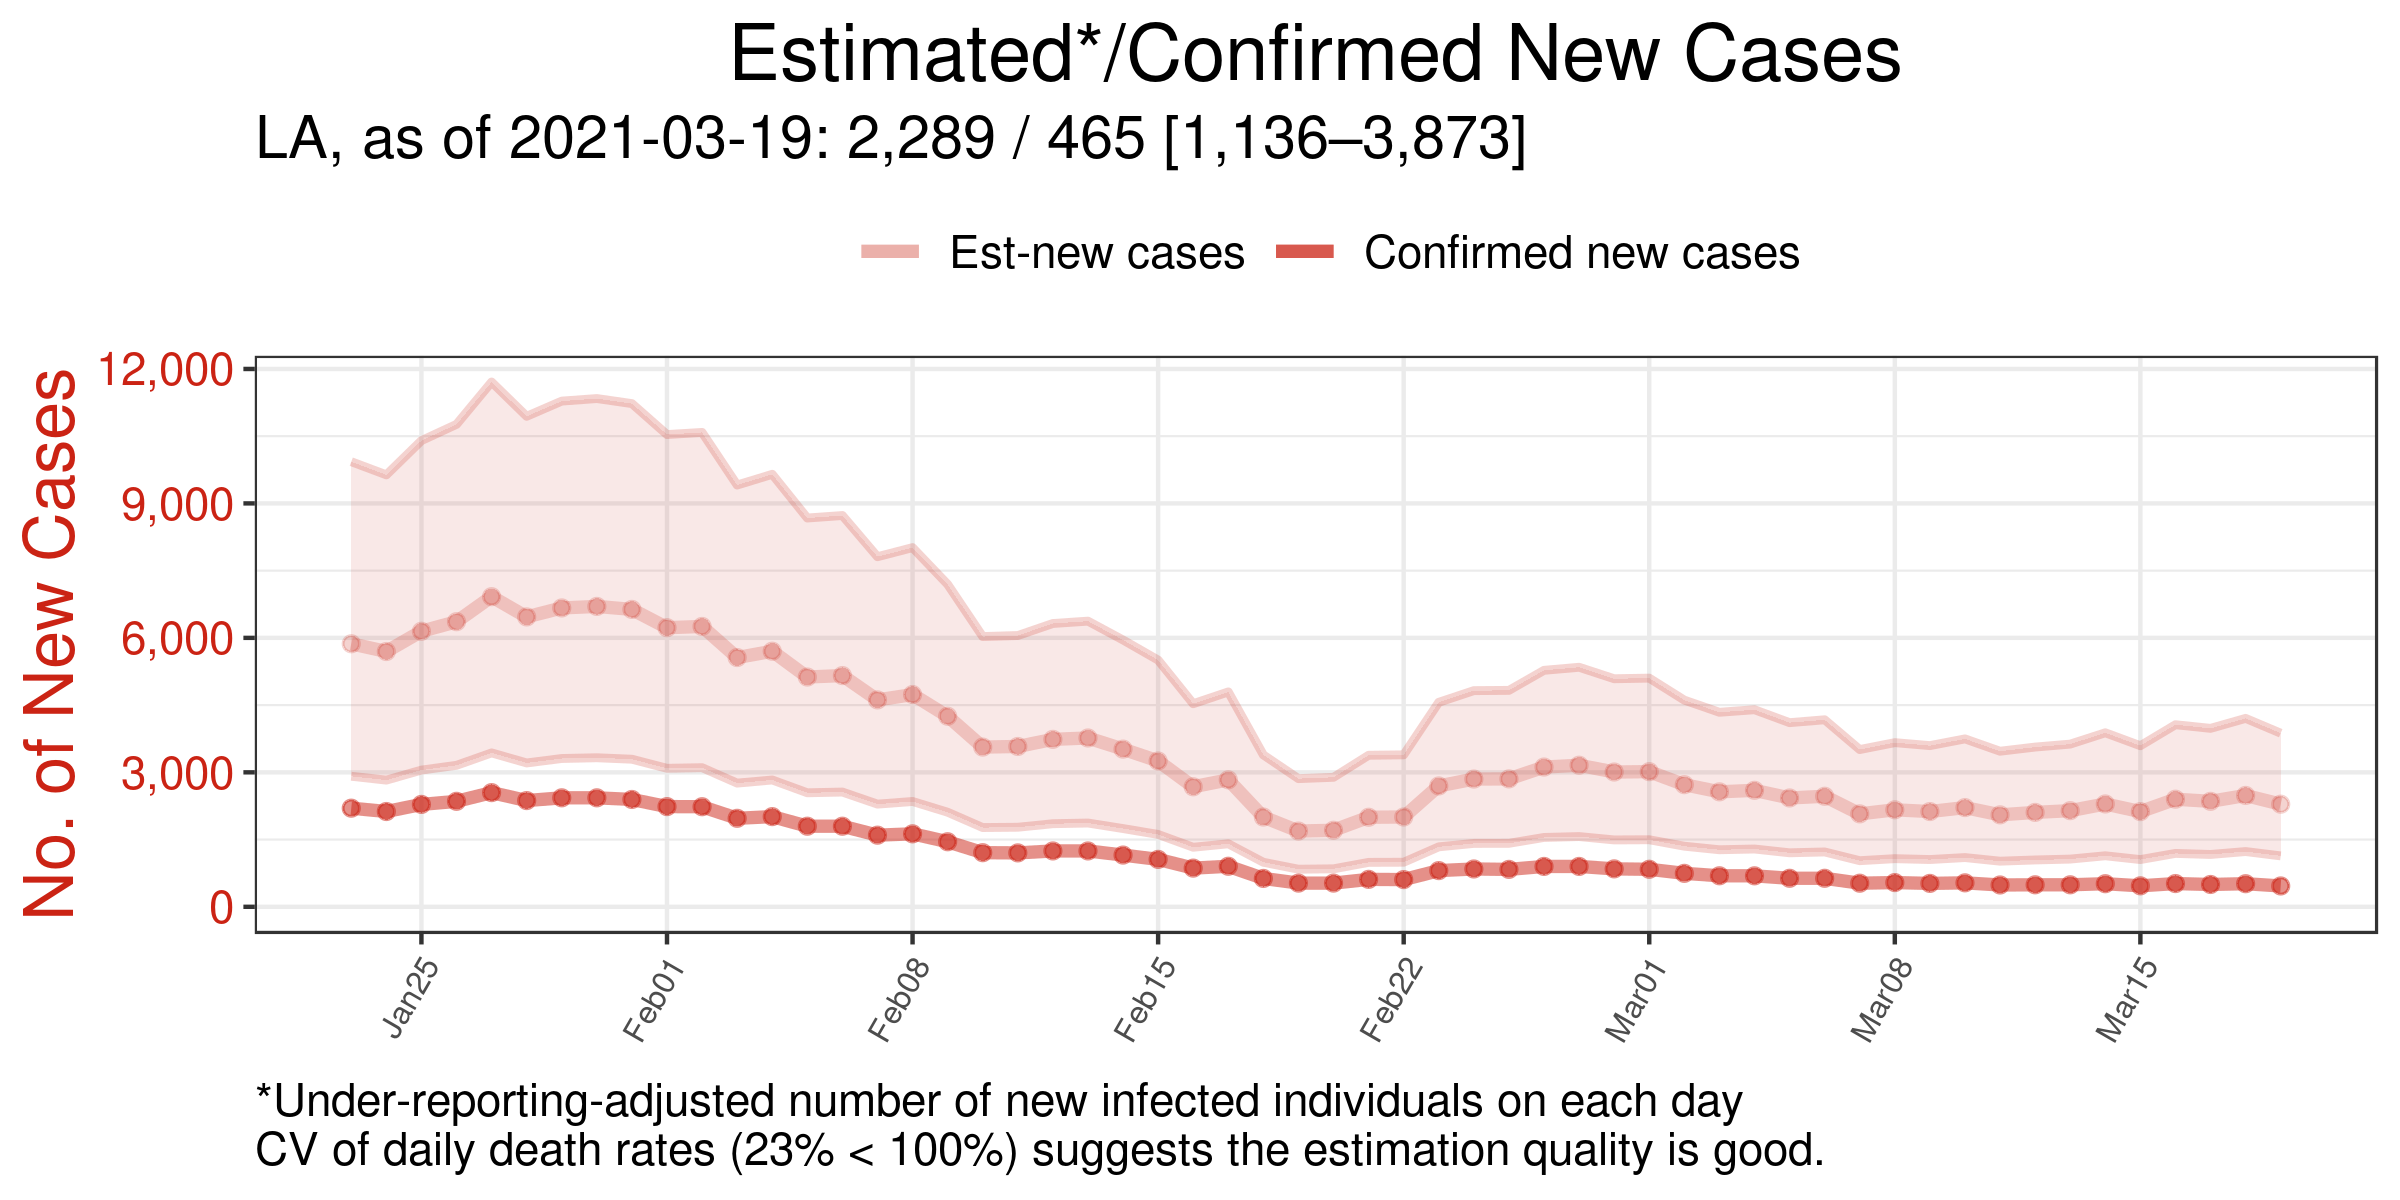 Estimated*/Confirmed New Cases
LA, as of 2021-03-19: 2,289 / 465 [1,136–3,873]
Est-new cases
Confirmed new cases
No. of New Cases
12,000
9,000
6,000
3,000
0
Jan25
Feb01
Feb08
Feb15
Feb22
Mar01
Mar08
Mar15
*Under-reporting-adjusted number of new infected individuals on each day
CV of daily death rates (23% < 100%) suggests the estimation quality is good.